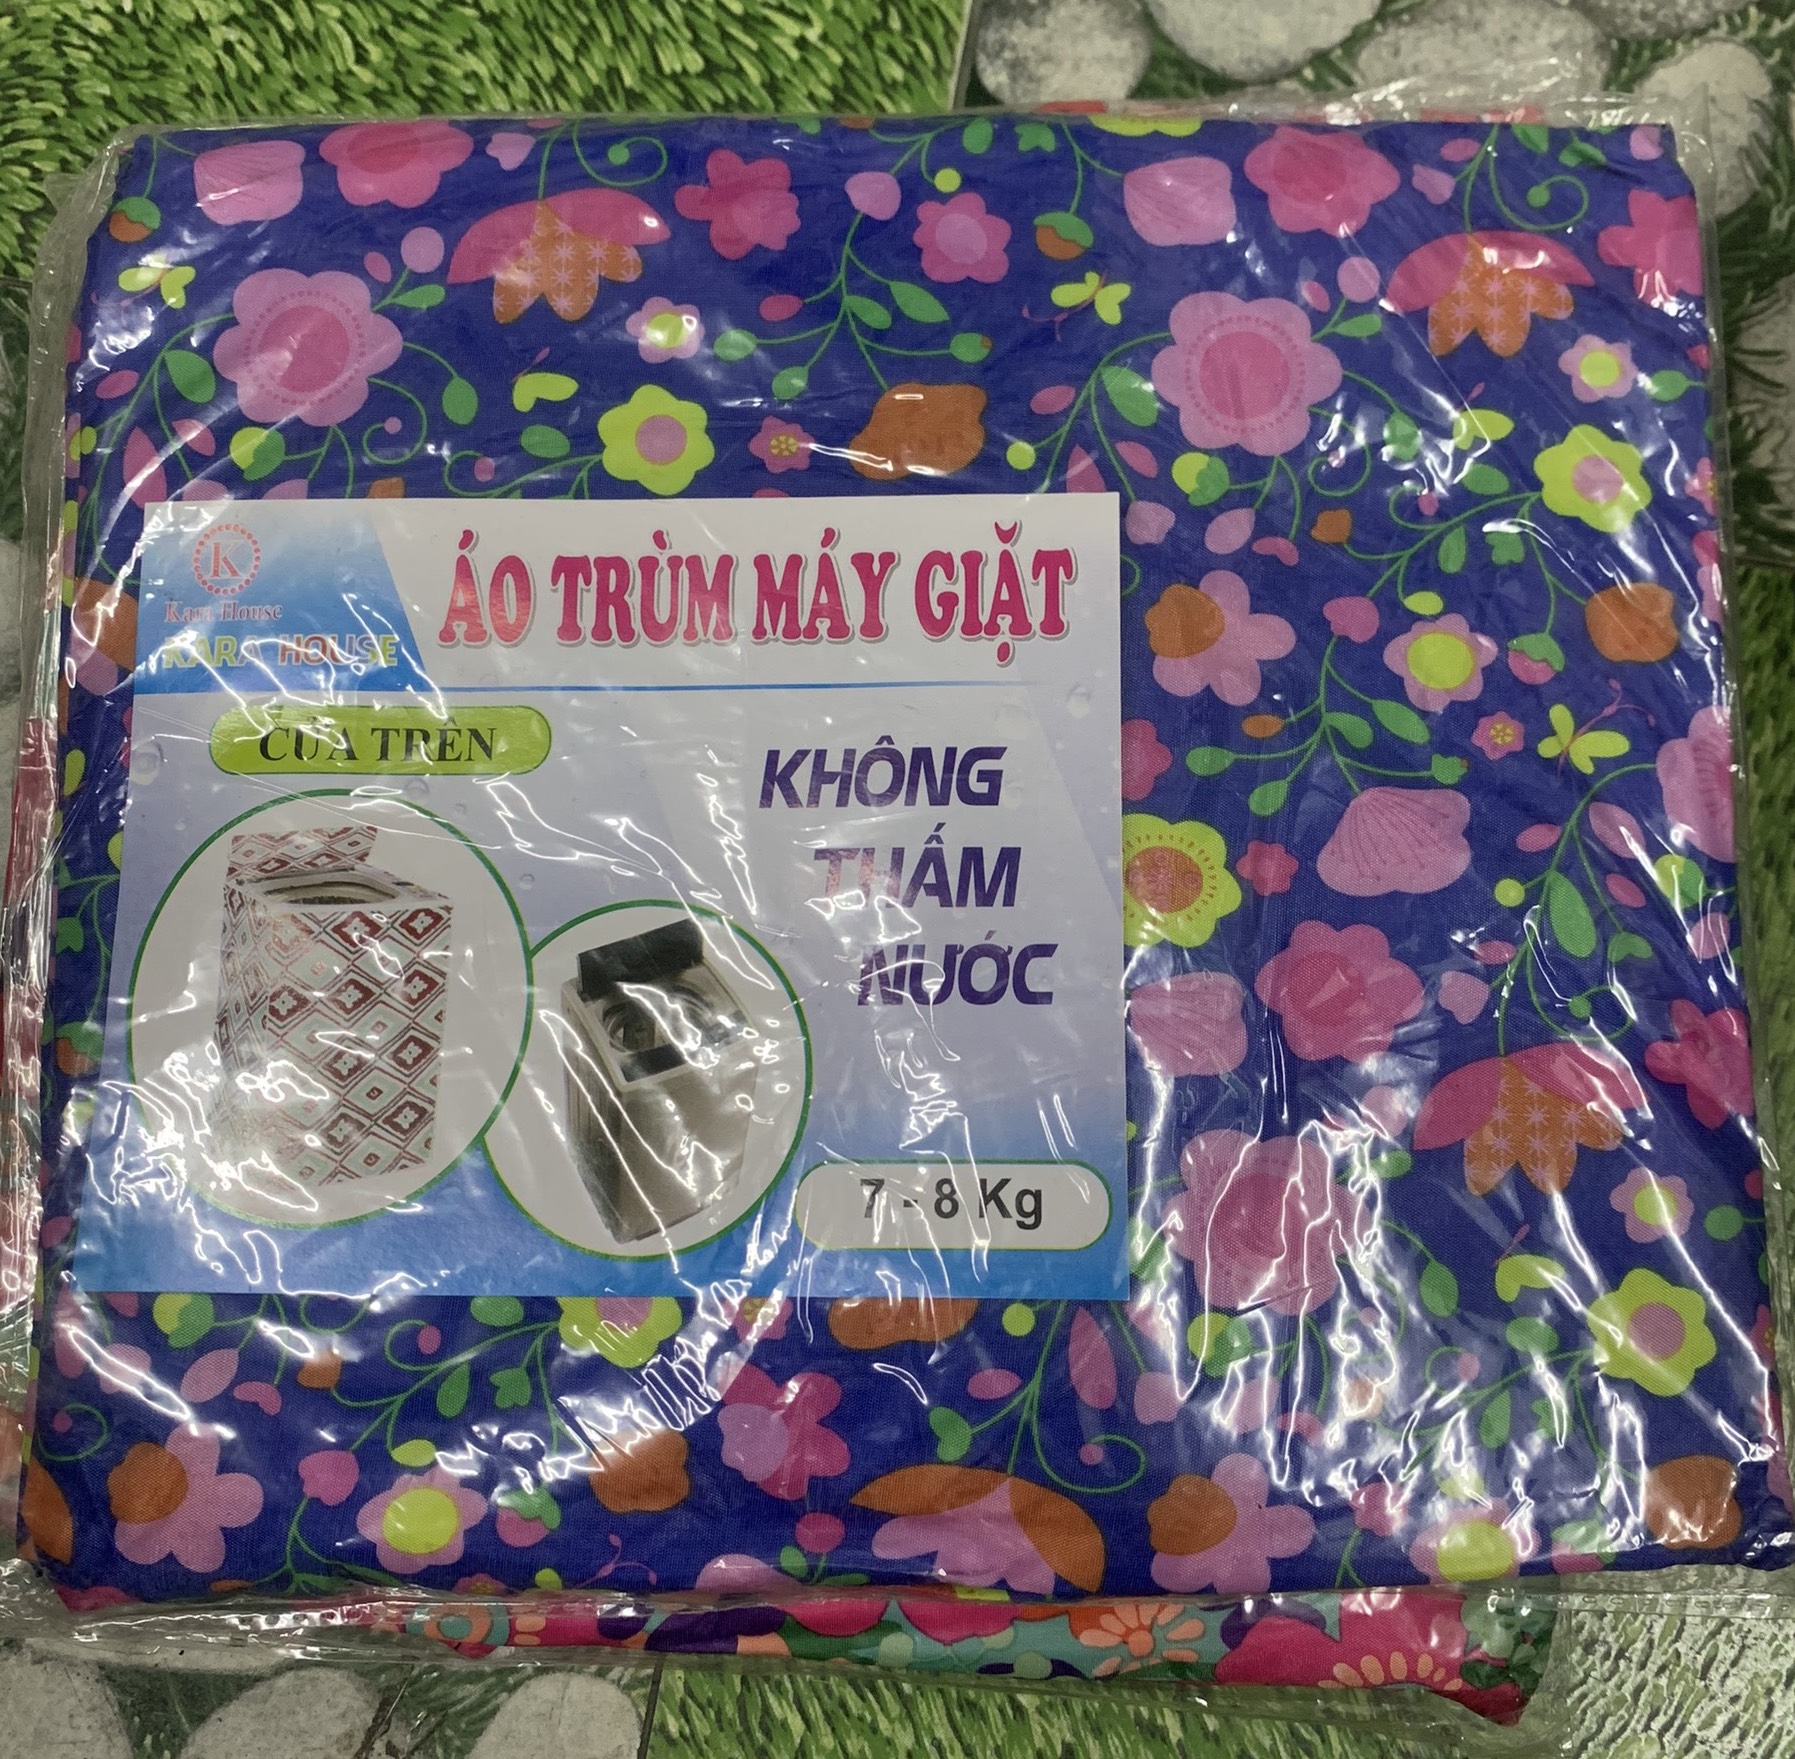 K
Kara House
KARA HOUSE
ÁO TRÙM MÁY GIẶT
CỬA TRÊN
KHÔNG
THẤM
NƯỚC
7 - 8 Kg